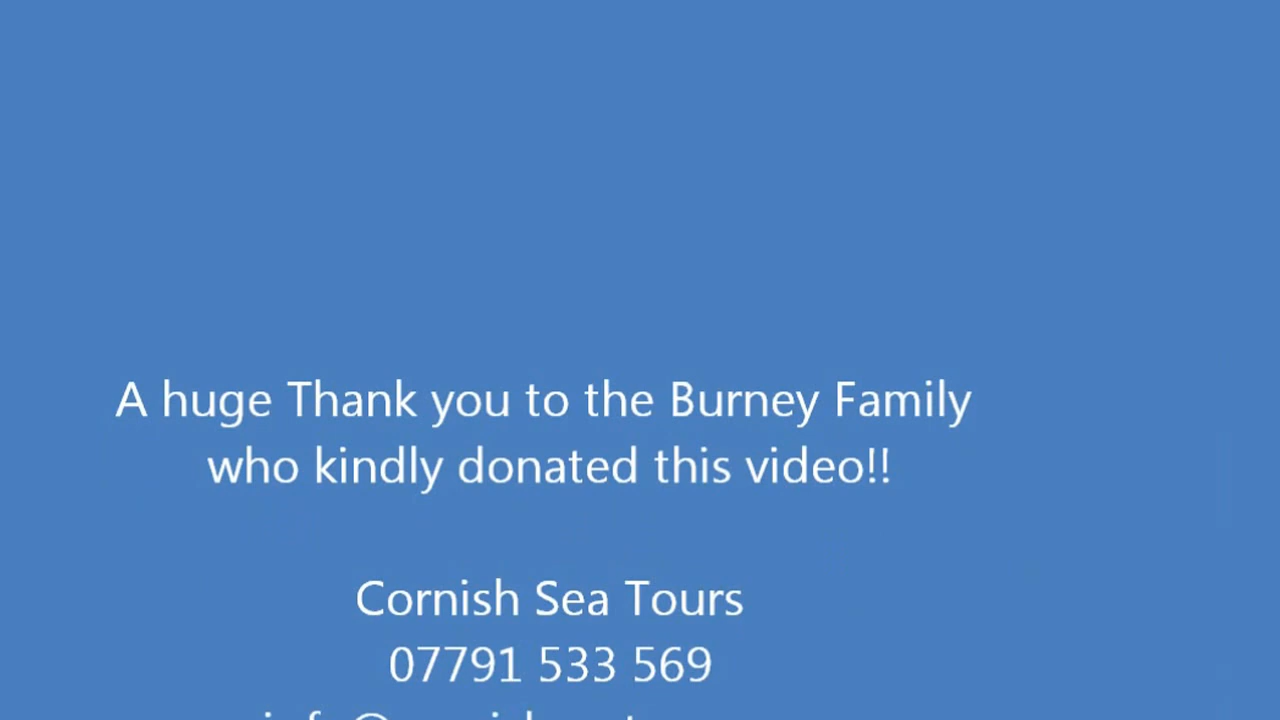 A huge Thank you to the Burney Family
who kindly donated this video!!
Cornish Sea Tours
07791 533 569